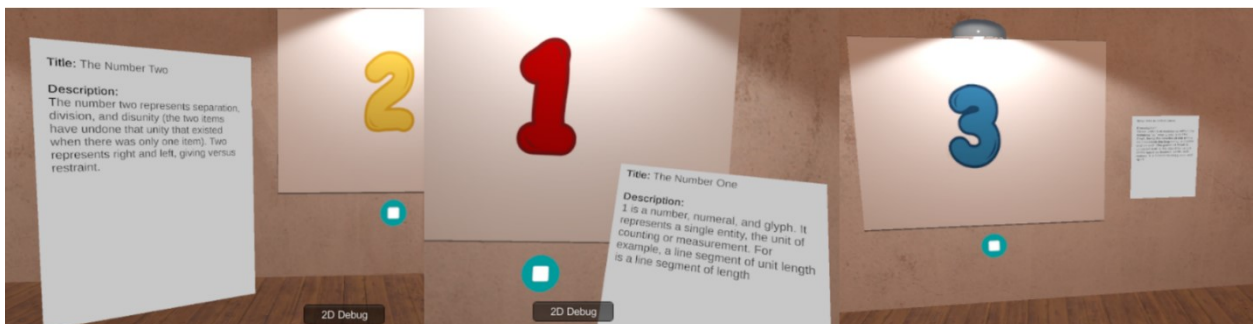 Title: The Number Two
Description:
The number two represents separation,
division, and disunity (the two items
have undone that unity that existed
when there was only one item). Two
represents right and left, giving versus
restraint.
2
2D Debug
1
Title: The Number One
Description:
1 is a number, numeral, and glyph. It
represents a single entity, the unit of
counting or measurement. For
example, a line segment of unit length
is a line segment of length
2D Debug
3
Description: